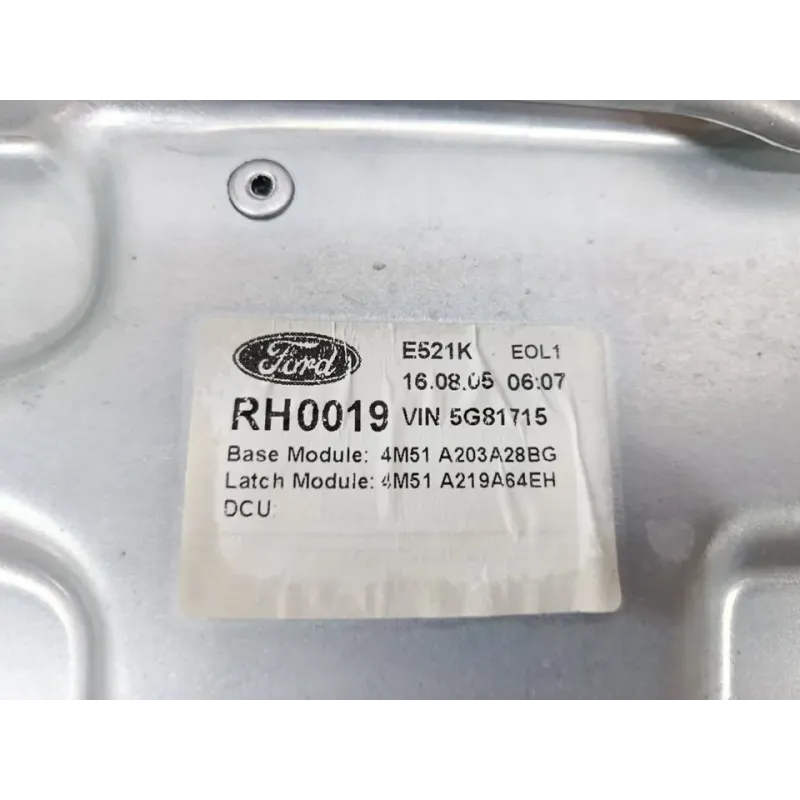 Ford
E521K EOL1
16.08.05 06:07
RH0019 VIN 5G81715
Base Module: 4M51 A203A28BG
Latch Module: 4M51 A219A64EH
DCU: